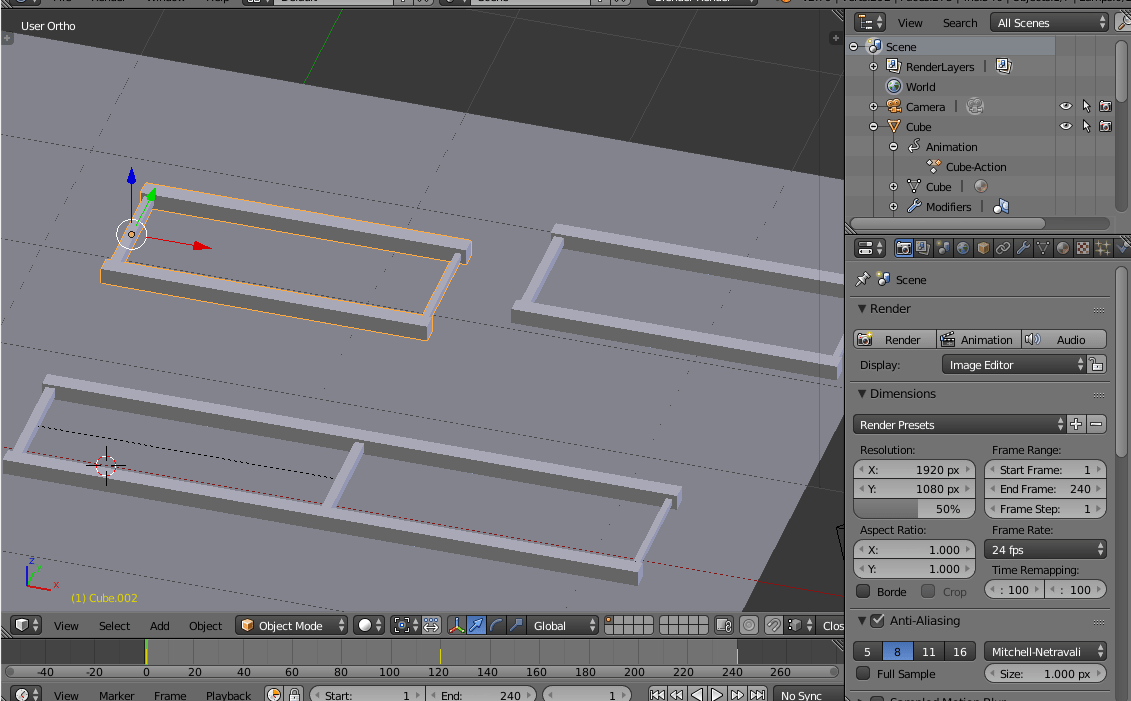 User Ortho
(1) Cube.002
View Select Add Object Object Mode Global Clos
-40 -20 0 20 40 60 80 100 120 140 160 180 200 220 240 260
View Marker Frame Playback Start: 1 End: 240 1 No Sync
View Search All Scenes
Scene
RenderLayers
World
Camera
Cube
Animation
Cube-Action
Cube
Modifiers
Scene
Render
Render Animation Audio
Display: Image Editor
Dimensions
Render Presets
Resolution: Frame Range:
X: 1920 px Start Frame: 1
Y: 1080 px End Frame: 240
50% Frame Step: 1
Aspect Ratio: Frame Rate:
X: 1.000 24 fps
Y: 1.000 Time Remapping:
Borde Crop : 100 : 100
Anti-Aliasing
5 8 11 16 Mitchell-Netravali
Full Sample Size: 1.000 px
z
x